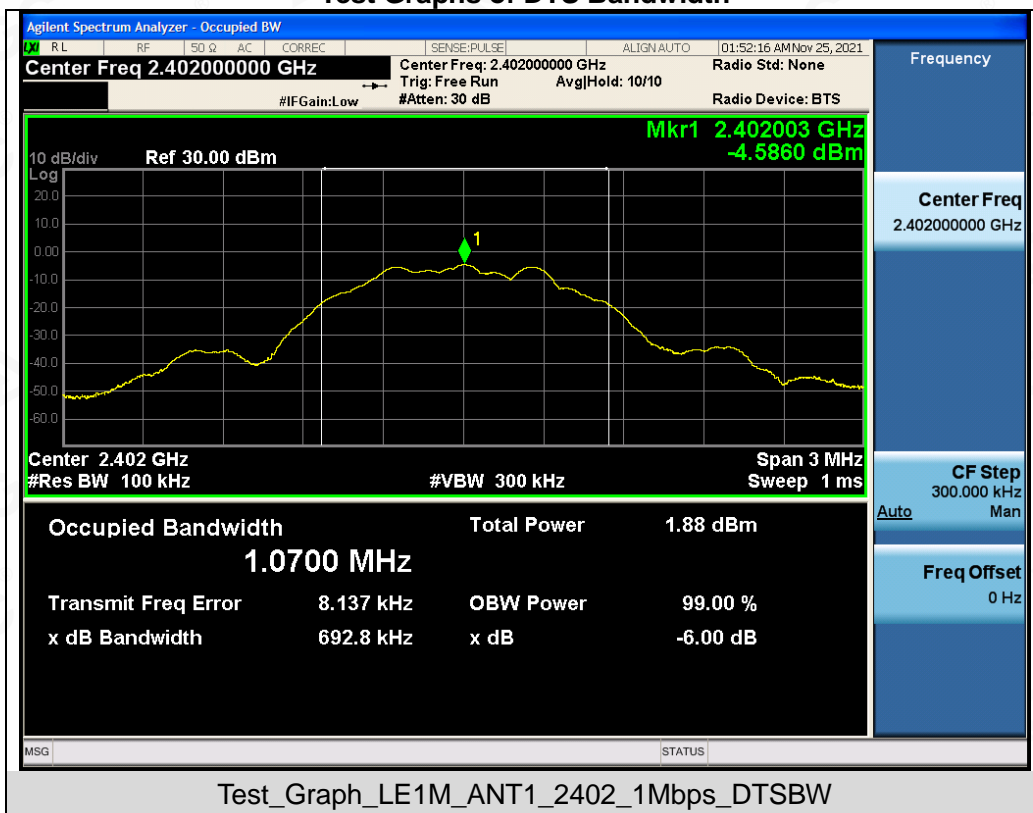 Test Graphs of DTS Bandwidth
Agilent Spectrum Analyzer - Occupied BW
LXI RL RF 50 Ω AC CORREC SENSE:PULSE ALIGN AUTO 01:52:16 AM Nov 25, 2021
Center Freq 2.402000000 GHz Center Freq: 2.402000000 GHz Radio Std: None
Trig: Free Run Avg|Hold: 10/10
#IFGain:Low #Atten: 30 dB Radio Device: BTS
Frequency
Mkr1 2.402003 GHz
-4.5860 dBm
10 dB/div Ref 30.00 dBm
Log
20.0
10.0
0.00
-10.0
-20.0
-30.0
-40.0
-50.0
-60.0
1
Center 2.402 GHz Span 3 MHz
#Res BW 100 kHz #VBW 300 kHz Sweep 1 ms
Center Freq
2.402000000 GHz
CF Step
300.000 kHz
Auto Man
Freq Offset
0 Hz
Occupied Bandwidth Total Power 1.88 dBm
1.0700 MHz
Transmit Freq Error 8.137 kHz OBW Power 99.00 %
x dB Bandwidth 692.8 kHz x dB -6.00 dB
MSG STATUS
Test_Graph_LE1M_ANT1_2402_1Mbps_DTSBW